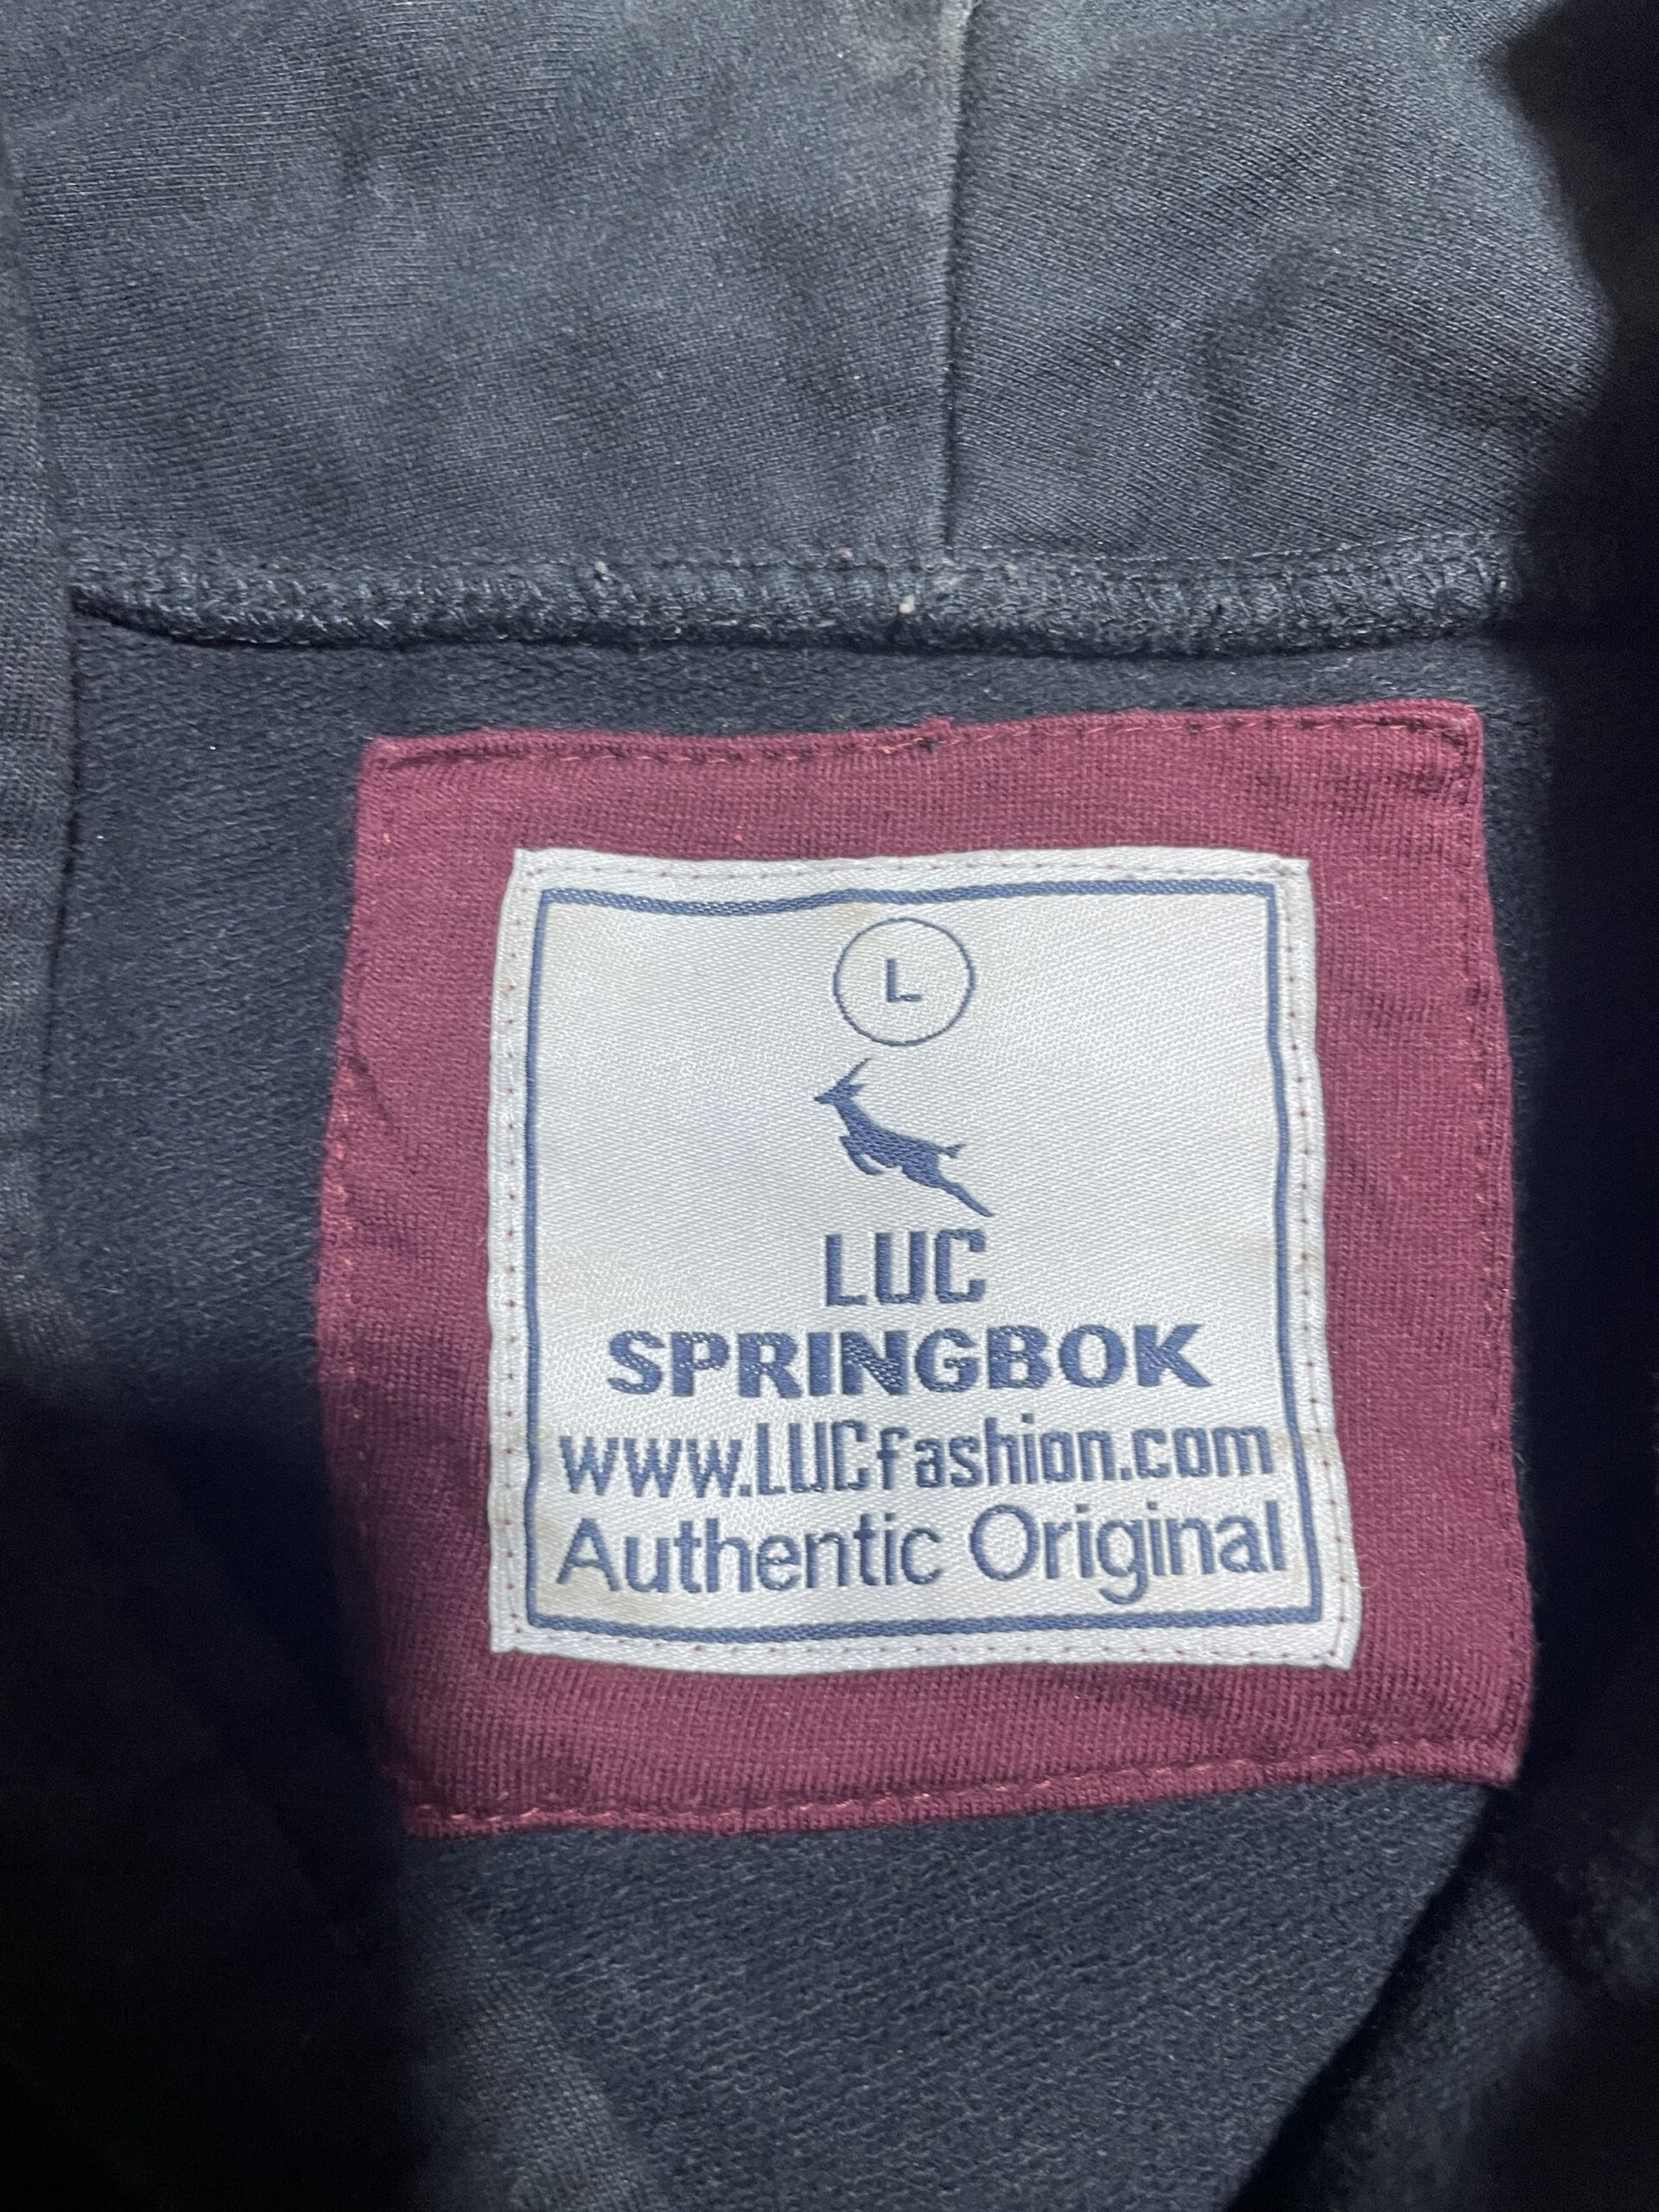 L
LUC
SPRINGBOK
www.LUCfashion.com
Authentic Original